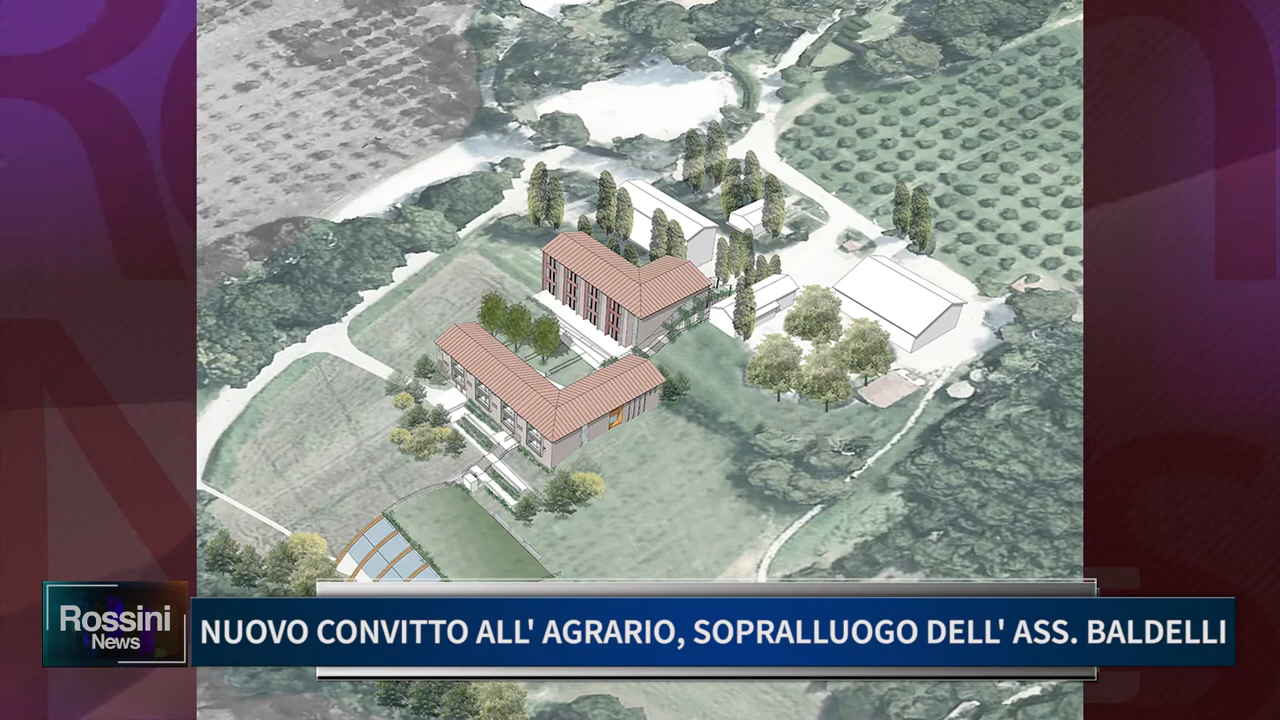 Rossini
News
NUOVO CONVITTO ALL' AGRARIO, SOPRALLUOGO DELL' ASS. BALDELLI